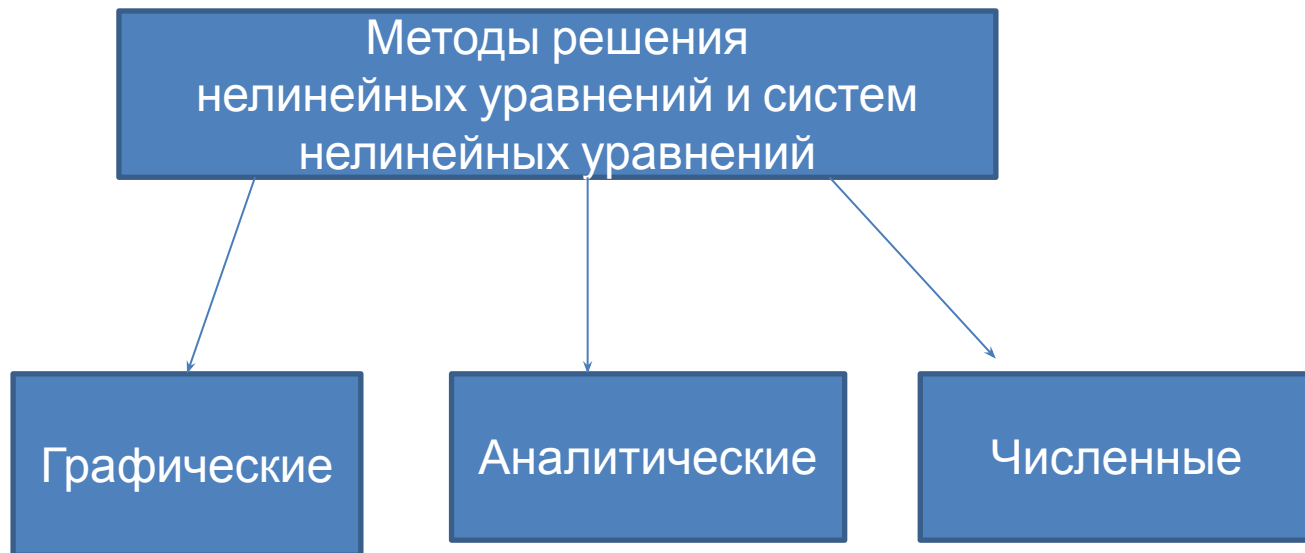 Методы решения
нелинейных уравнений и систем
нелинейных уравнений
Графические
Аналитические
Численные